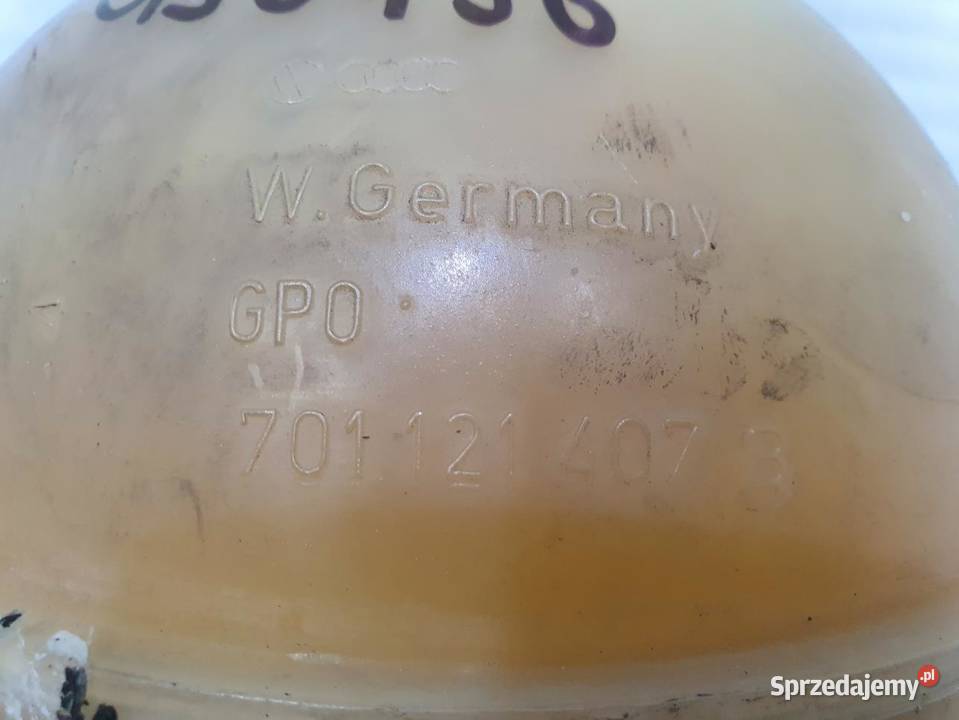 W. Germany
GPO
701 121 407 B
Sprzedajemy.pl